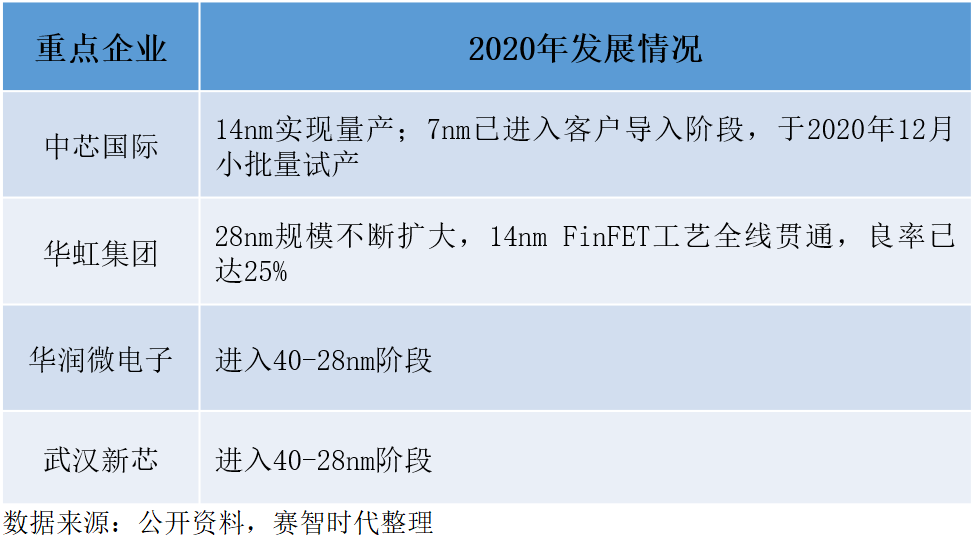 重点企业
2020年发展情况
中芯国际
14nm实现量产；7nm已进入客户导入阶段，于2020年12月
小批量试产
华虹集团
28nm规模不断扩大，14nm FinFET工艺全线贯通，良率已
达25%
华润微电子
进入40-28nm阶段
武汉新芯
进入40-28nm阶段
数据来源：公开资料，赛智时代整理